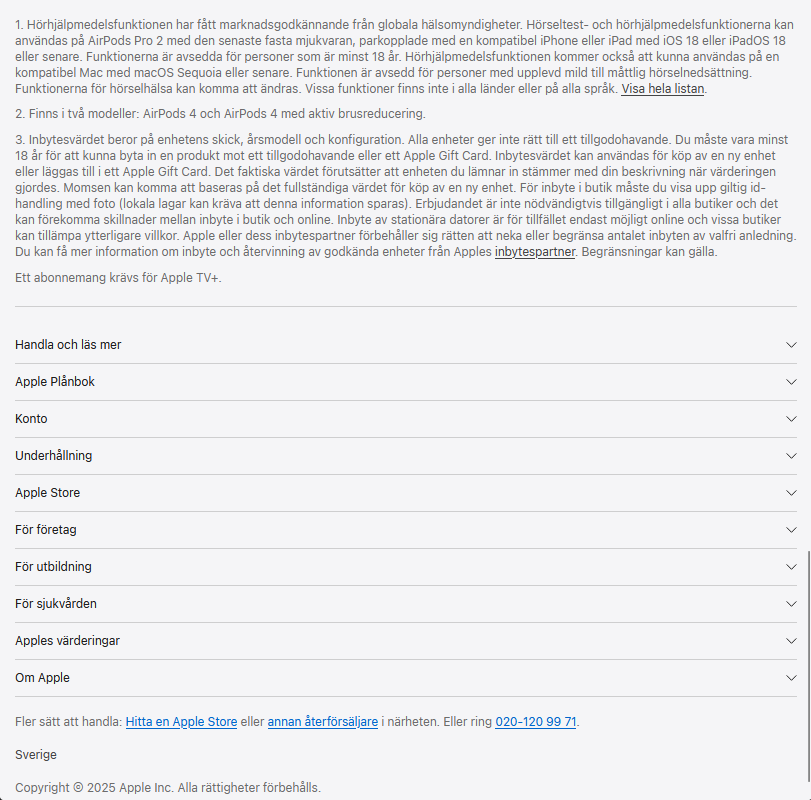 1. Hörhjälpmedelsfunktionen har fått marknadsgodkännande från globala hälsomyndigheter. Hörseltest- och hörhjälpmedelsfunktionerna kan
användas på AirPods Pro 2 med den senaste fasta mjukvaran, parkopplade med en kompatibel iPhone eller iPad med iOS 18 eller iPadOS 18
eller senare. Funktionerna är avsedda för personer som är minst 18 år. Hörhjälpmedelsfunktionen kommer också att kunna användas på en
kompatibel Mac med macOS Sequoia eller senare. Funktionen är avsedd för personer med upplevd mild till måttlig hörselnedsättning.
Funktionerna för hörselhälsa kan komma att ändras. Vissa funktioner finns inte i alla länder eller på alla språk. Visa hela listan.
2. Finns i två modeller: AirPods 4 och AirPods 4 med aktiv brusreducering.
3. Inbytesvärdet beror på enhetens skick, årsmodell och konfiguration. Alla enheter ger inte rätt till ett tillgodohavande. Du måste vara minst
18 år för att kunna byta in en produkt mot ett tillgodohavande eller ett Apple Gift Card. Inbytesvärdet kan användas för köp av en ny enhet
eller läggas till i ett Apple Gift Card. Det faktiska värdet förutsätter att enheten du lämnar in stämmer med din beskrivning när värderingen
gjordes. Momsen kan komma att baseras på det fullständiga värdet för köp av en ny enhet. För inbyte i butik måste du visa upp giltig id-
handling med foto (lokala lagar kan kräva att denna information sparas). Erbjudandet är inte nödvändigtvis tillgängligt i alla butiker och det
kan förekomma skillnader mellan inbyte i butik och online. Inbyte av stationära datorer är för tillfället endast möjligt online och vissa butiker
kan tillämpa ytterligare villkor. Apple eller dess inbytespartner förbehåller sig rätten att neka eller begränsa antalet inbyten av valfri anledning.
Du kan få mer information om inbyte och återvinning av godkända enheter från Apples inbytespartner. Begränsningar kan gälla.
Ett abonnemang krävs för Apple TV+.
Handla och läs mer
Apple Plånbok
Konto
Underhållning
Apple Store
För företag
För utbildning
För sjukvården
Apples värderingar
Om Apple
Fler sätt att handla: Hitta en Apple Store eller annan återförsäljare i närheten. Eller ring 020-120 99 71.
Sverige
Copyright © 2025 Apple Inc. Alla rättigheter förbehålls.